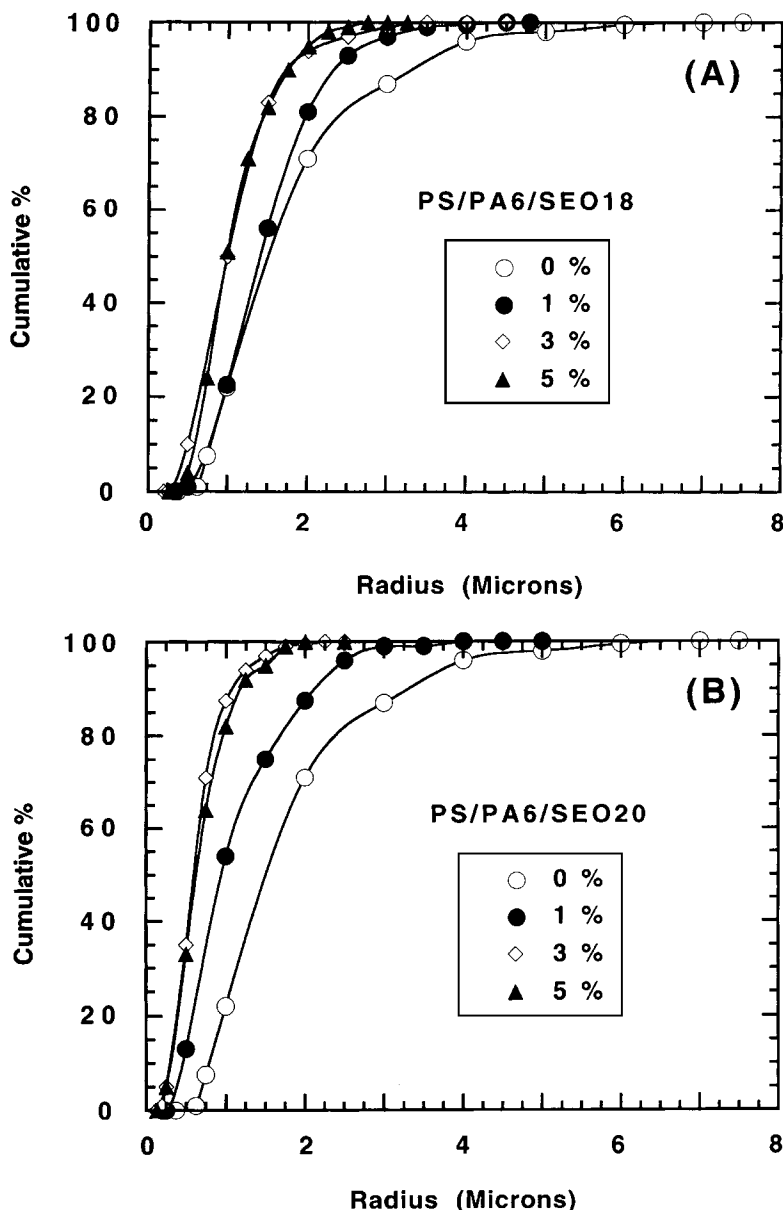 (A)
PS/PA6/SEO18
0 %
1 %
3 %
5 %
Cumulative %
100
80
60
40
20
0
0 2 4 6 8
Radius (Microns)
(B)
PS/PA6/SEO20
0 %
1 %
3 %
5 %
Cumulative %
100
80
60
40
20
0
0 2 4 6 8
Radius (Microns)